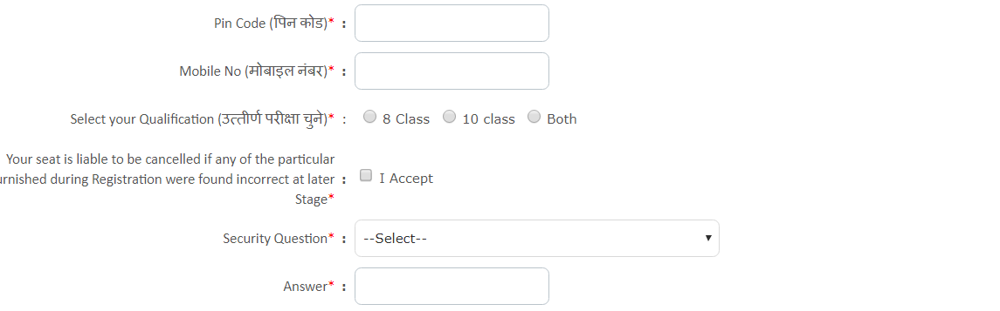 Pin Code (पिन कोड)* :
Mobile No (मोबाइल नंबर)* :
Select your Qualification (उत्तीर्ण परीक्षा चुने)* : 8 Class 10 class Both
Your seat is liable to be cancelled if any of the particular
urnished during Registration were found incorrect at later : I Accept
Stage*
Security Question* : --Select--
Answer* :